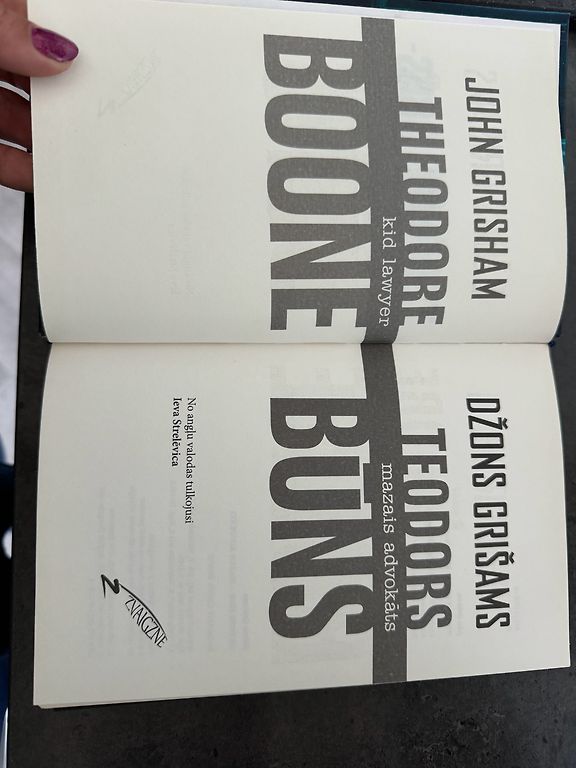 JOHN GRISHAM
THEODORE
kid lawyer
BOONE
DŽONS GRIŠAMS
TEODORS
mazais advokāts
BŪNS
No angļu valodas tulkojusi
Ieva Strelēvica
Z
ZVAIGZNE